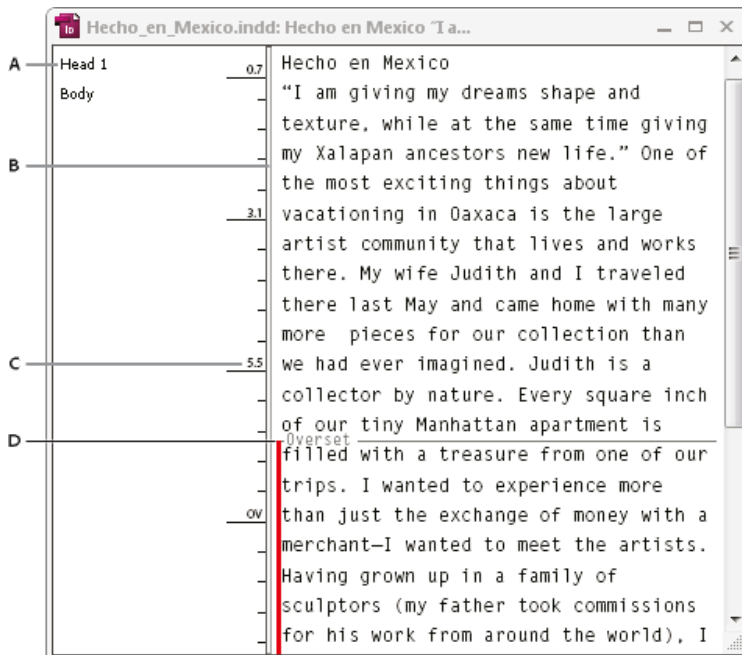 Hecho_en_Mexico.indd: Hecho en Mexico “I a...
A
Head 1
0.7
Hecho en Mexico
Body
“I am giving my dreams shape and
texture, while at the same time giving
B
my Xalapan ancestors new life.” One of
the most exciting things about
3.1
vacationing in Oaxaca is the large
artist community that lives and works
there. My wife Judith and I traveled
there last May and came home with many
more  pieces for our collection than
C
5.5
we had ever imagined. Judith is a
collector by nature. Every square inch
of our tiny Manhattan apartment is
D
Overset
filled with a treasure from one of our
trips. I wanted to experience more
OV
than just the exchange of money with a
merchant—I wanted to meet the artists.
Having grown up in a family of
sculptors (my father took commissions
for his work from around the world), I